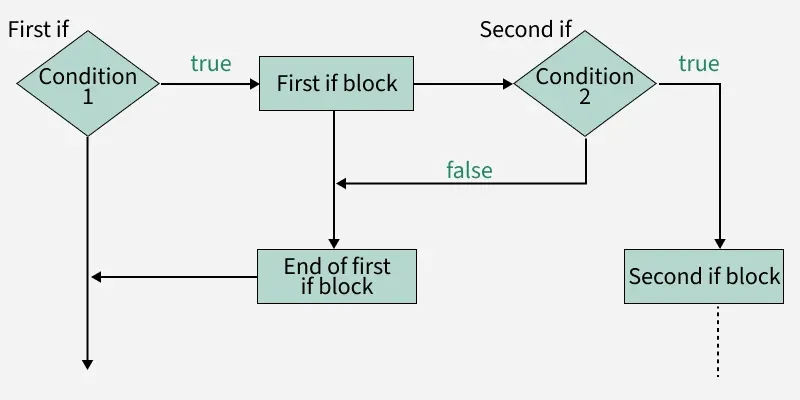 First if
Second if
Condition
1
true
First if block
Condition
2
true
false
End of first
if block
Second if block